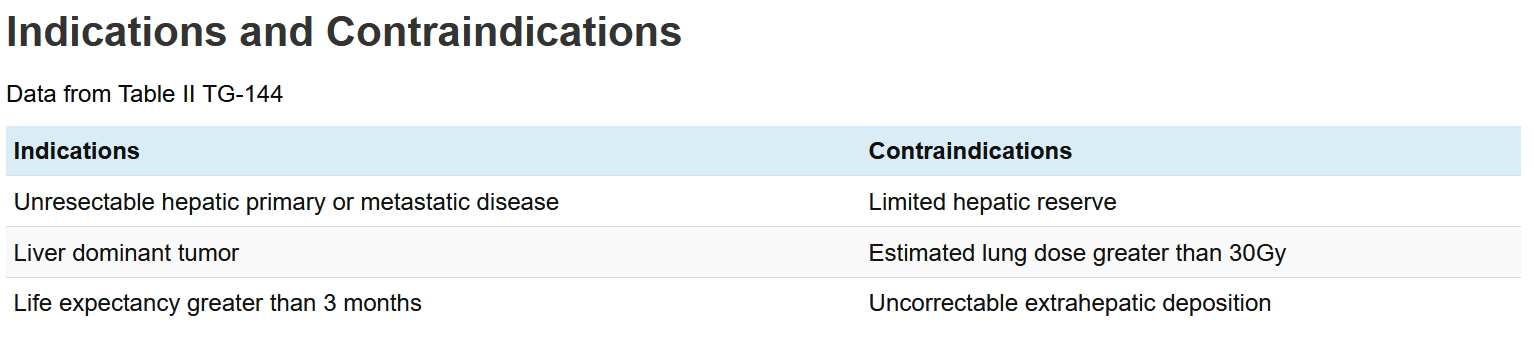 Indications and Contraindications
Data from Table II TG-144
Indications Contraindications
Unresectable hepatic primary or metastatic disease Limited hepatic reserve
Liver dominant tumor Estimated lung dose greater than 30Gy
Life expectancy greater than 3 months Uncorrectable extrahepatic deposition